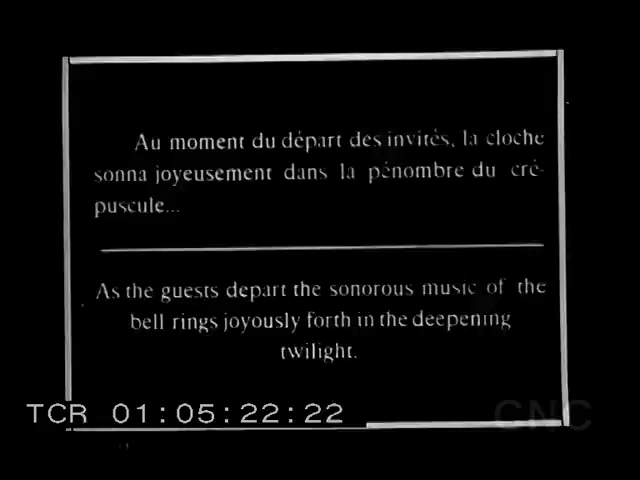 Au moment du départ des invités, la cloche
sonna joyeusement dans la pénombre du cré-
puscule...
As the guests depart the sonorous music of the
bell rings joyously forth in the deepening
twilight.
TCR 01:05:22:22
CNC